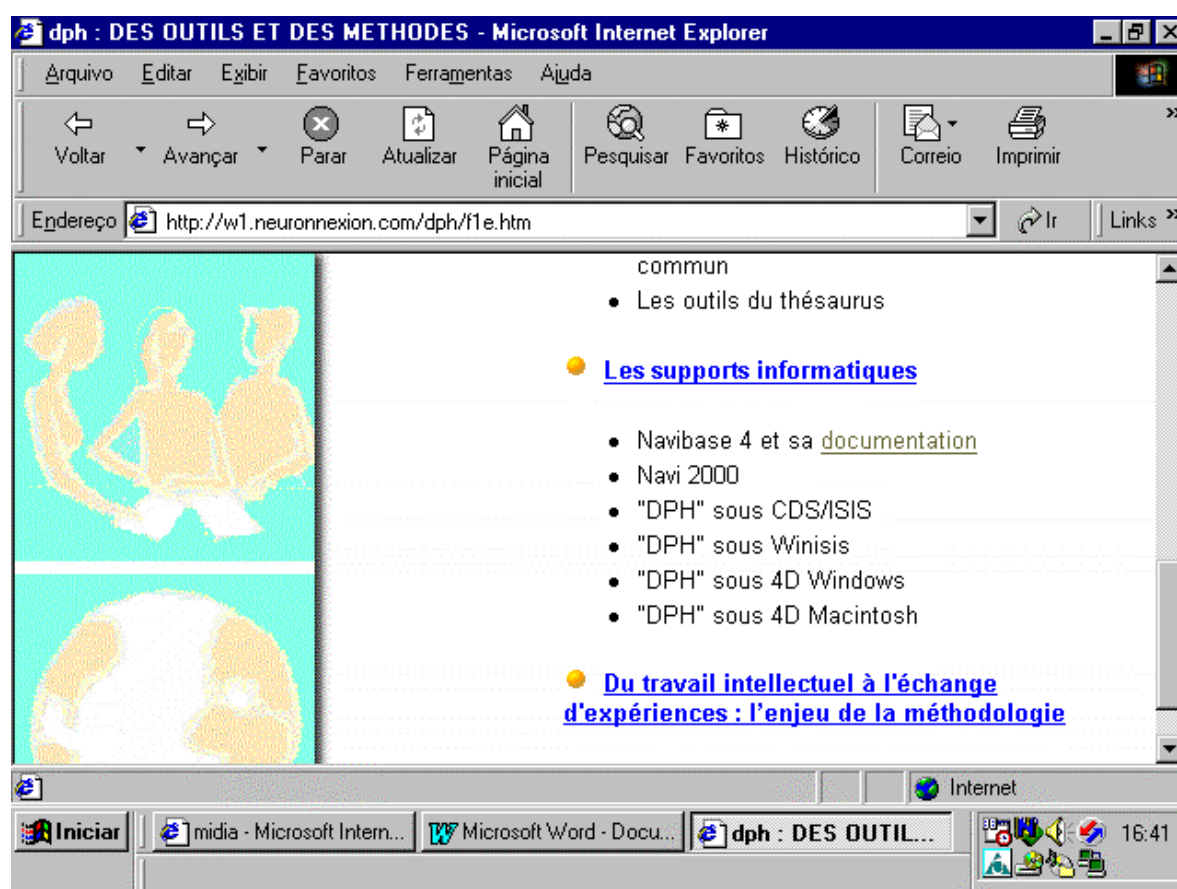 dph : DES OUTILS ET DES METHODES - Microsoft Internet Explorer
Arquivo Editar Exibir Favoritos Ferramentas Ajuda
Voltar Avançar Parar Atualizar Página inicial Pesquisar Favoritos Histórico Correio Imprimir
Endereço http://w1.neuronnexion.com/dph/f1e.htm Ir Links
commun
• Les outils du thésaurus
Les supports informatiques
• Navibase 4 et sa documentation
• Navi 2000
• "DPH" sous CDS/ISIS
• "DPH" sous Winisis
• "DPH" sous 4D Windows
• "DPH" sous 4D Macintosh
Du travail intellectuel à l'échange
d'expériences : l'enjeu de la méthodologie
Internet
Iniciar midia - Microsoft Intern... Microsoft Word - Docu... dph : DES OUTIL... 16:41